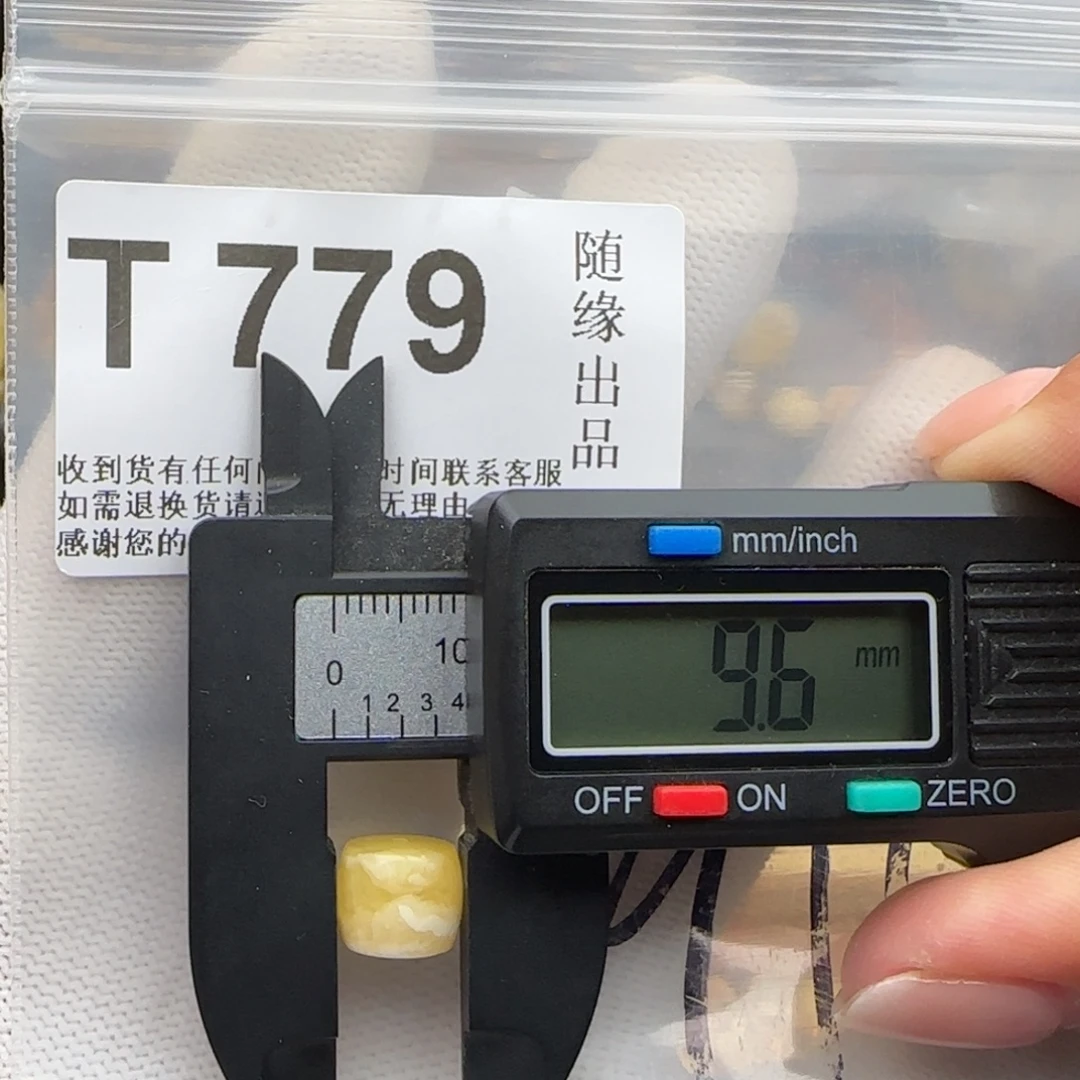 T 779
随缘出品
收到货有任何 时间联系客服
如需退换货请 无理由
感谢您的
mm/inch
9.6 mm
0 10
1 2 3 4
OFF ON ZERO